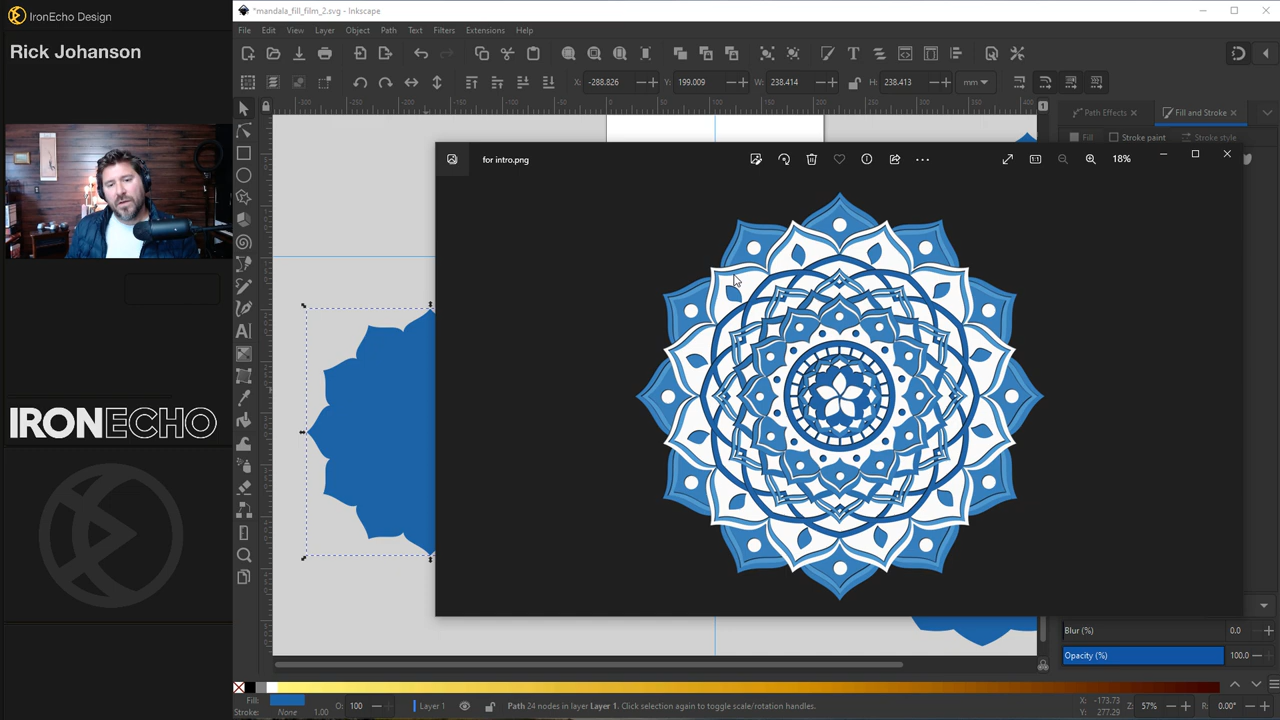 IronEcho Design
Rick Johanson
IRONECHO
*mandala_fill_film_2.svg - Inkscape
File Edit View Layer Object Path Text Filters Extensions Help
X: -288.826 Y: 199.009 W: 238.414 H: 238.413 mm
Path Effects Fill and Stroke
Fill Stroke paint Stroke style
for intro.png
18%
Blur (%) 0.0
Opacity (%) 100.0
Fill:
Stroke: None 1.00
O: 100
Layer 1
Path 24 nodes in layer Layer 1. Click selection again to toggle scale/rotation handles.
X: -173.73
Y: 277.29
Z: 57%
R: 0.00°